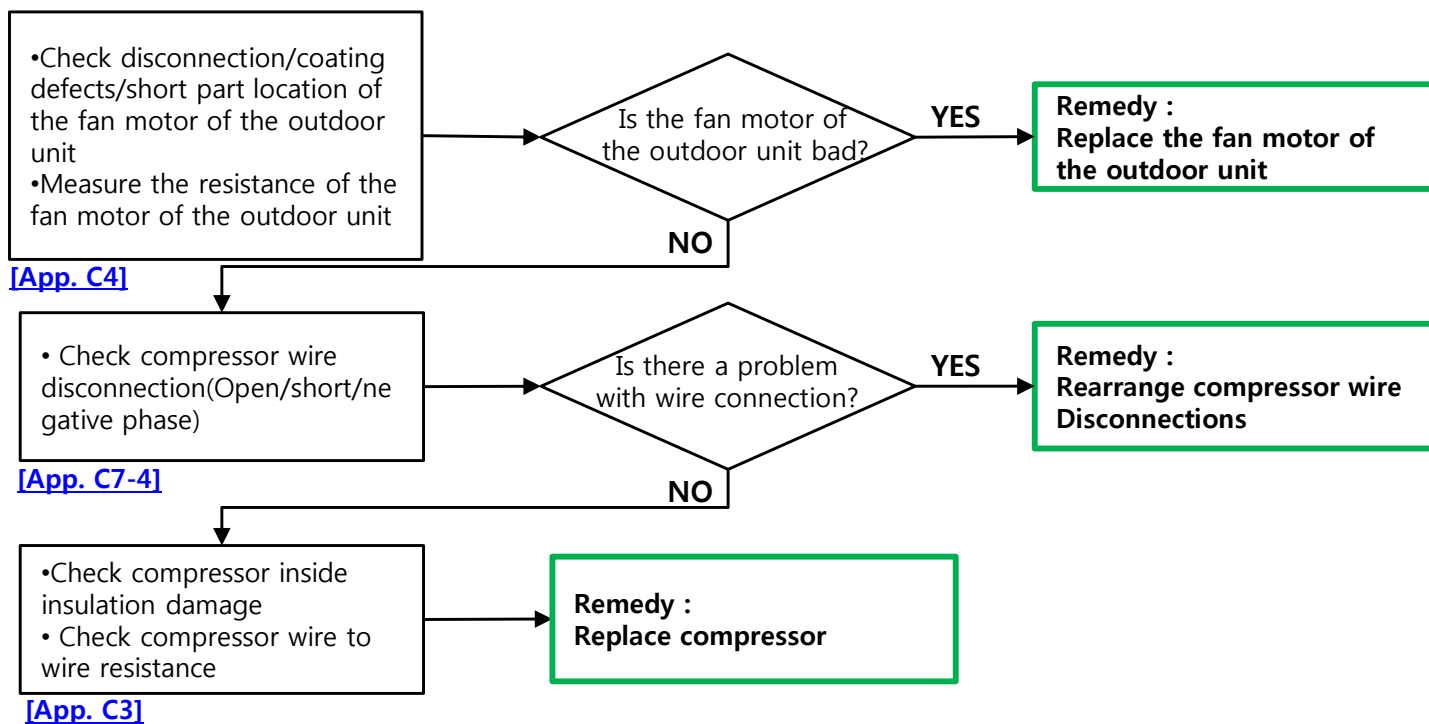 •Check disconnection/coating
defects/short part location of
the fan motor of the outdoor
unit
•Measure the resistance of the
fan motor of the outdoor unit
[App. C4]
Is the fan motor of
the outdoor unit bad?
YES
Remedy :
Replace the fan motor of
the outdoor unit
NO
• Check compressor wire
disconnection(Open/short/ne
gative phase)
[App. C7-4]
Is there a problem
with wire connection?
YES
Remedy :
Rearrange compressor wire
Disconnections
NO
•Check compressor inside
insulation damage
• Check compressor wire to
wire resistance
[App. C3]
Remedy :
Replace compressor